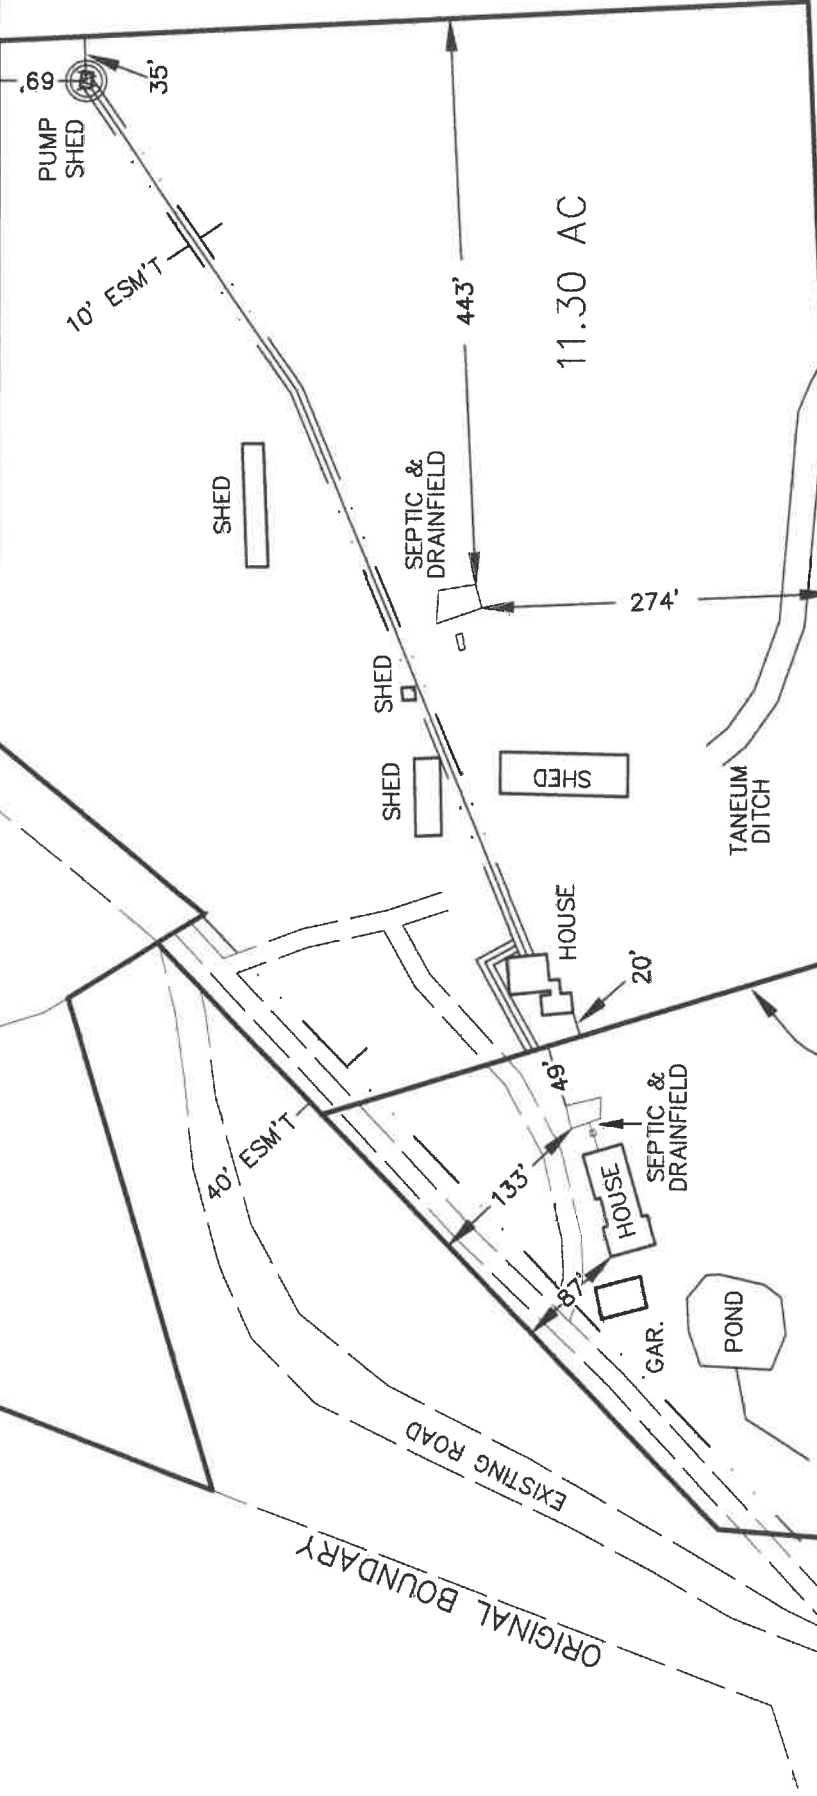 69'
35'
PUMP
SHED
10' ESM'T
443'
11.30 AC
SHED
SEPTIC &
DRAINFIELD
274'
SHED
SHED
SHED
TANEUM
DITCH
HOUSE
20'
49'
SEPTIC &
DRAINFIELD
40' ESM'T
133'
HOUSE
87'
GAR.
POND
EXISTING ROAD
ORIGINAL BOUNDARY